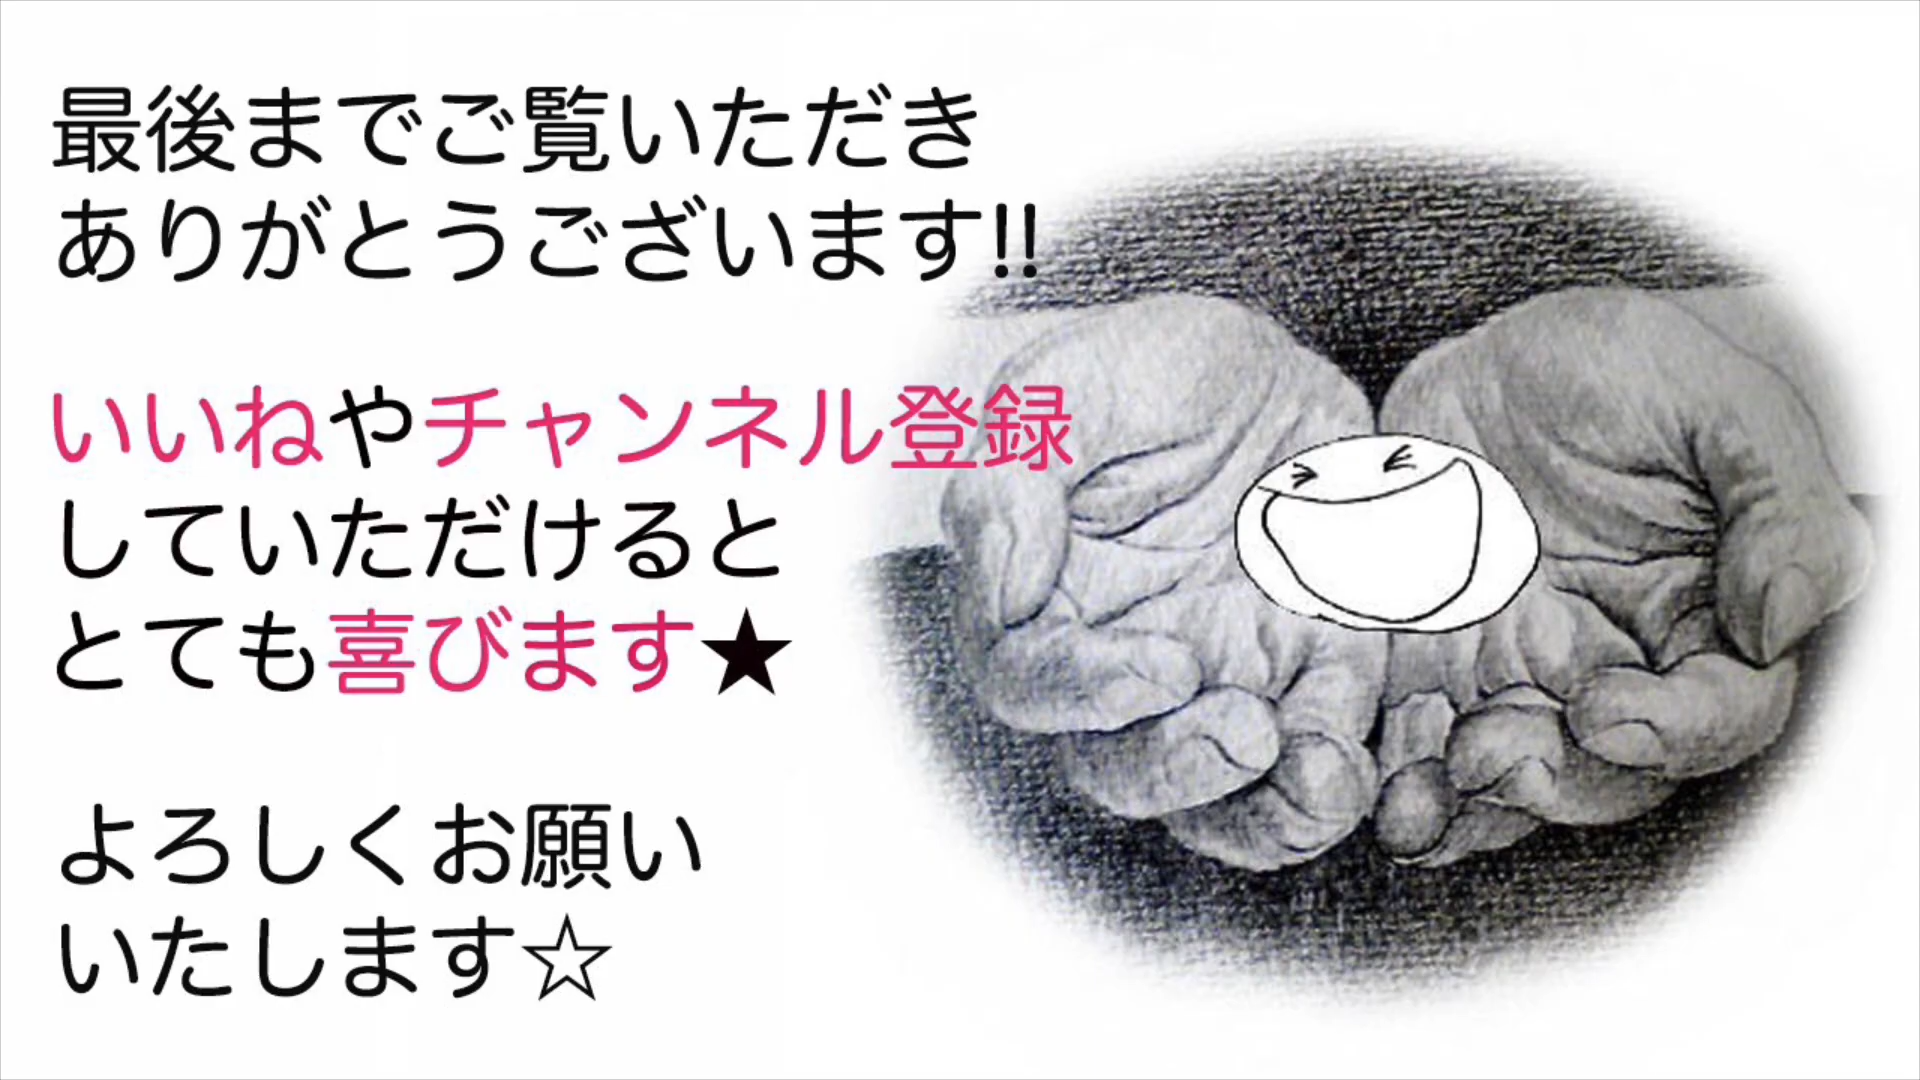 最後までご覧いただき
ありがとうございます!!
いいねやチャンネル登録
していただけると
とても喜びます★
よろしくお願い
いたします☆